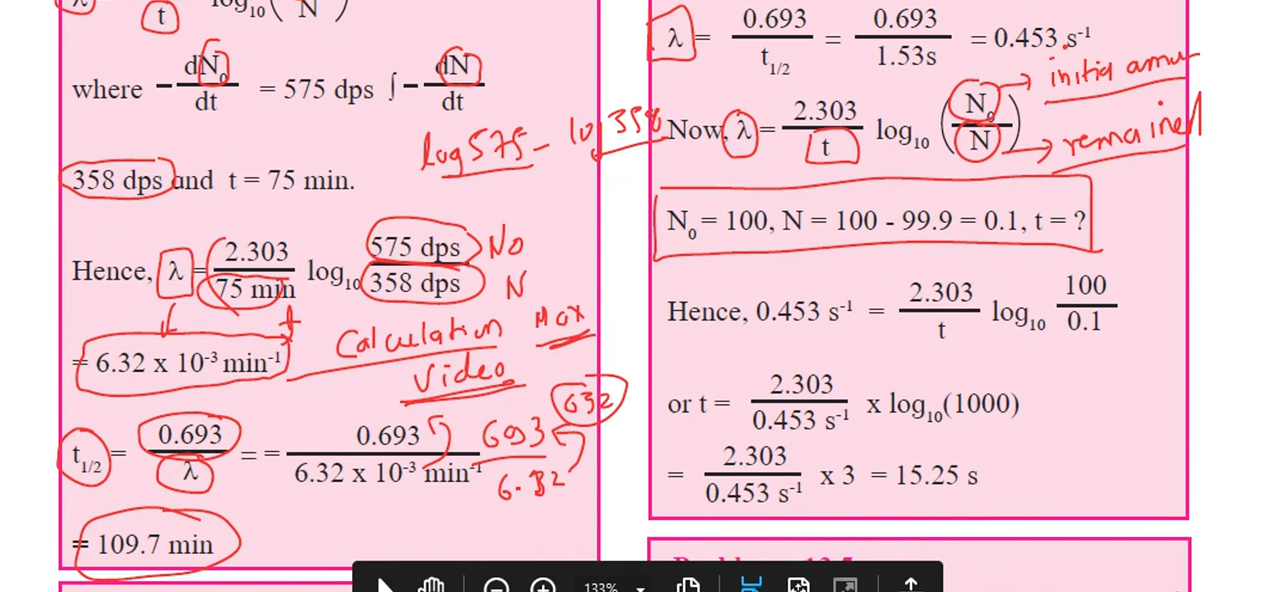 λ
t
log₁₀ ( N )
where − dN₀/dt = 575 dps ∫ − dN/dt
log 575 - log 358
358 dps and t = 75 min.
Hence, λ = 2.303/75 min log₁₀ 575 dps/358 dps
No
N
t
= 6.32 x 10⁻³ min⁻¹
Calculation Max
Video
t₁/₂ = 0.693/λ = = 0.693/6.32 x 10⁻³ min⁻¹
693/6.32
632
= 109.7 min
λ = 0.693/t₁/₂ = 0.693/1.53s = 0.453 s⁻¹
Now, λ = 2.303/t log₁₀ (N₀/N)
initial amou
remained
N₀ = 100, N = 100 - 99.9 = 0.1, t = ?
Hence, 0.453 s⁻¹ = 2.303/t log₁₀ 100/0.1
or t = 2.303/0.453 s⁻¹ x log₁₀(1000)
= 2.303/0.453 s⁻¹ x 3 = 15.25 s
133%